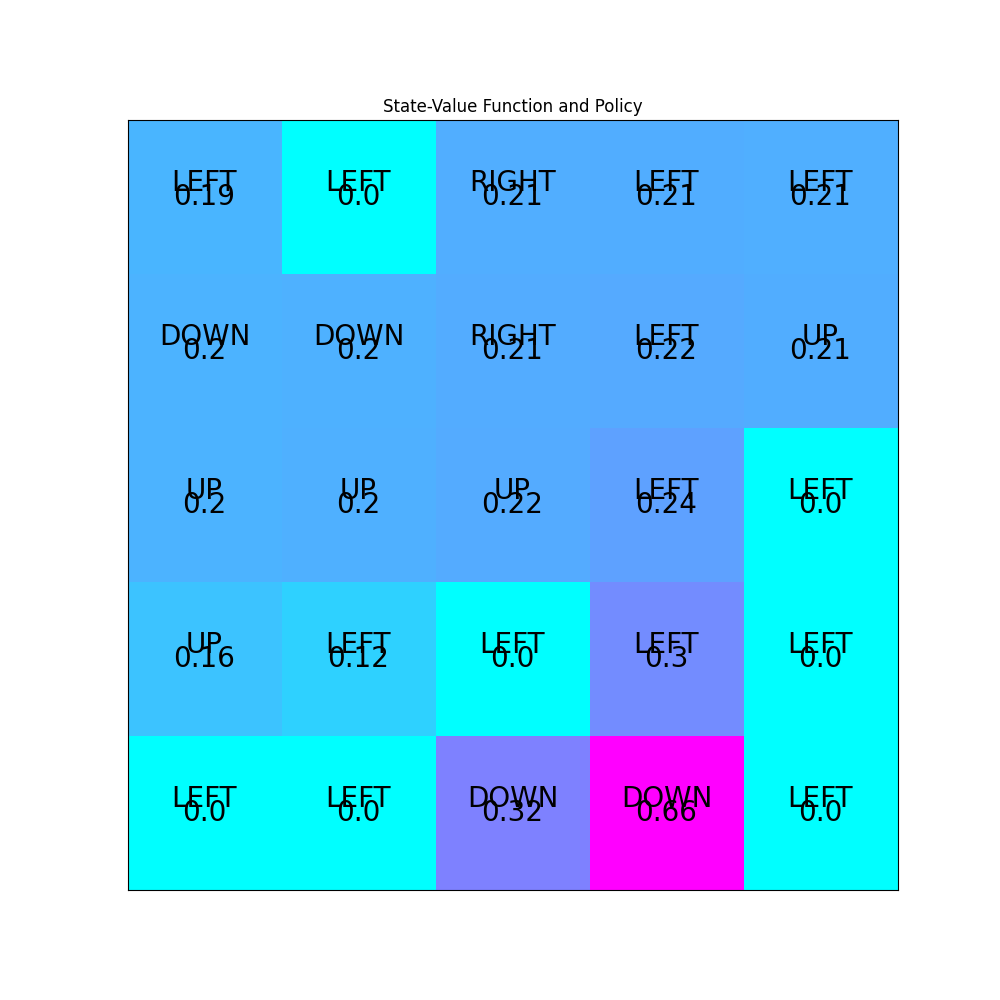 State-Value Function and Policy
LEFT LEFT RIGHT LEFT LEFT
0.19 0.0 0.21 0.21 0.21
DOWN DOWN RIGHT LEFT UP
0.2 0.2 0.21 0.22 0.21
UP UP UP LEFT LEFT
0.2 0.2 0.22 0.24 0.0
UP LEFT LEFT LEFT LEFT
0.16 0.12 0.0 0.3 0.0
LEFT LEFT DOWN DOWN LEFT
0.0 0.0 0.32 0.66 0.0